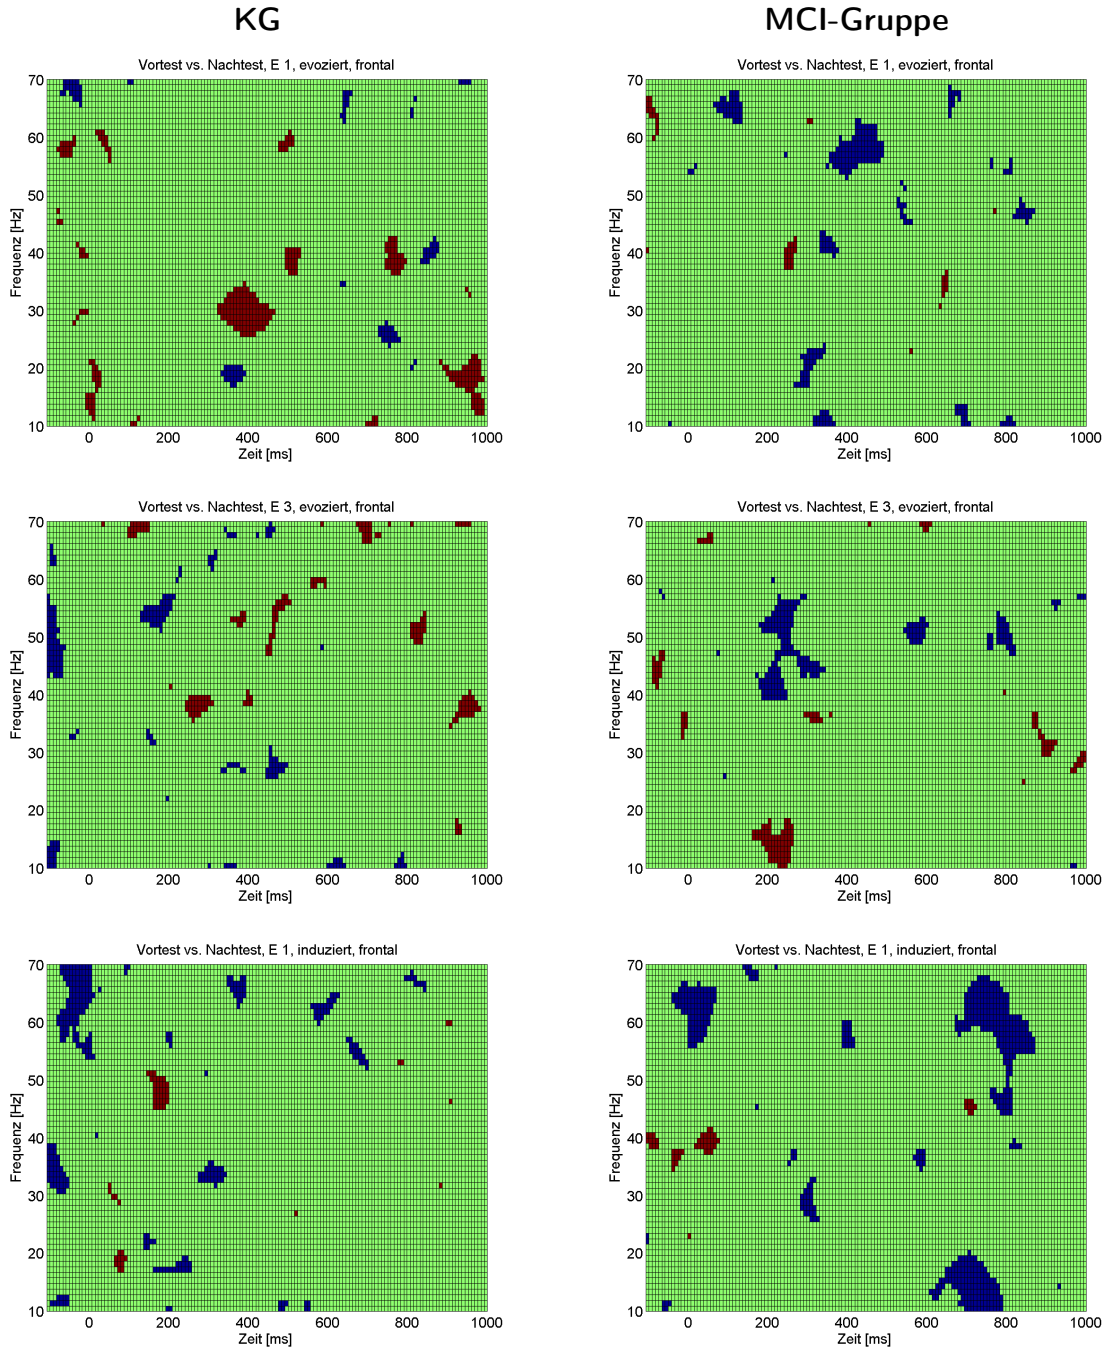 KG MCI-Gruppe
Vortest vs. Nachtest, E 1, evoziert, frontal
70
60
50
40
30
20
10
Frequenz [Hz]
0 200 400 600 800 1000
Zeit [ms]
Vortest vs. Nachtest, E 1, evoziert, frontal
70
60
50
40
30
20
10
Frequenz [Hz]
0 200 400 600 800 1000
Zeit [ms]
Vortest vs. Nachtest, E 3, evoziert, frontal
70
60
50
40
30
20
10
Frequenz [Hz]
0 200 400 600 800 1000
Zeit [ms]
Vortest vs. Nachtest, E 3, evoziert, frontal
70
60
50
40
30
20
10
Frequenz [Hz]
0 200 400 600 800 1000
Zeit [ms]
Vortest vs. Nachtest, E 1, induziert, frontal
70
60
50
40
30
20
10
Frequenz [Hz]
0 200 400 600 800 1000
Zeit [ms]
Vortest vs. Nachtest, E 1, induziert, frontal
70
60
50
40
30
20
10
Frequenz [Hz]
0 200 400 600 800 1000
Zeit [ms]